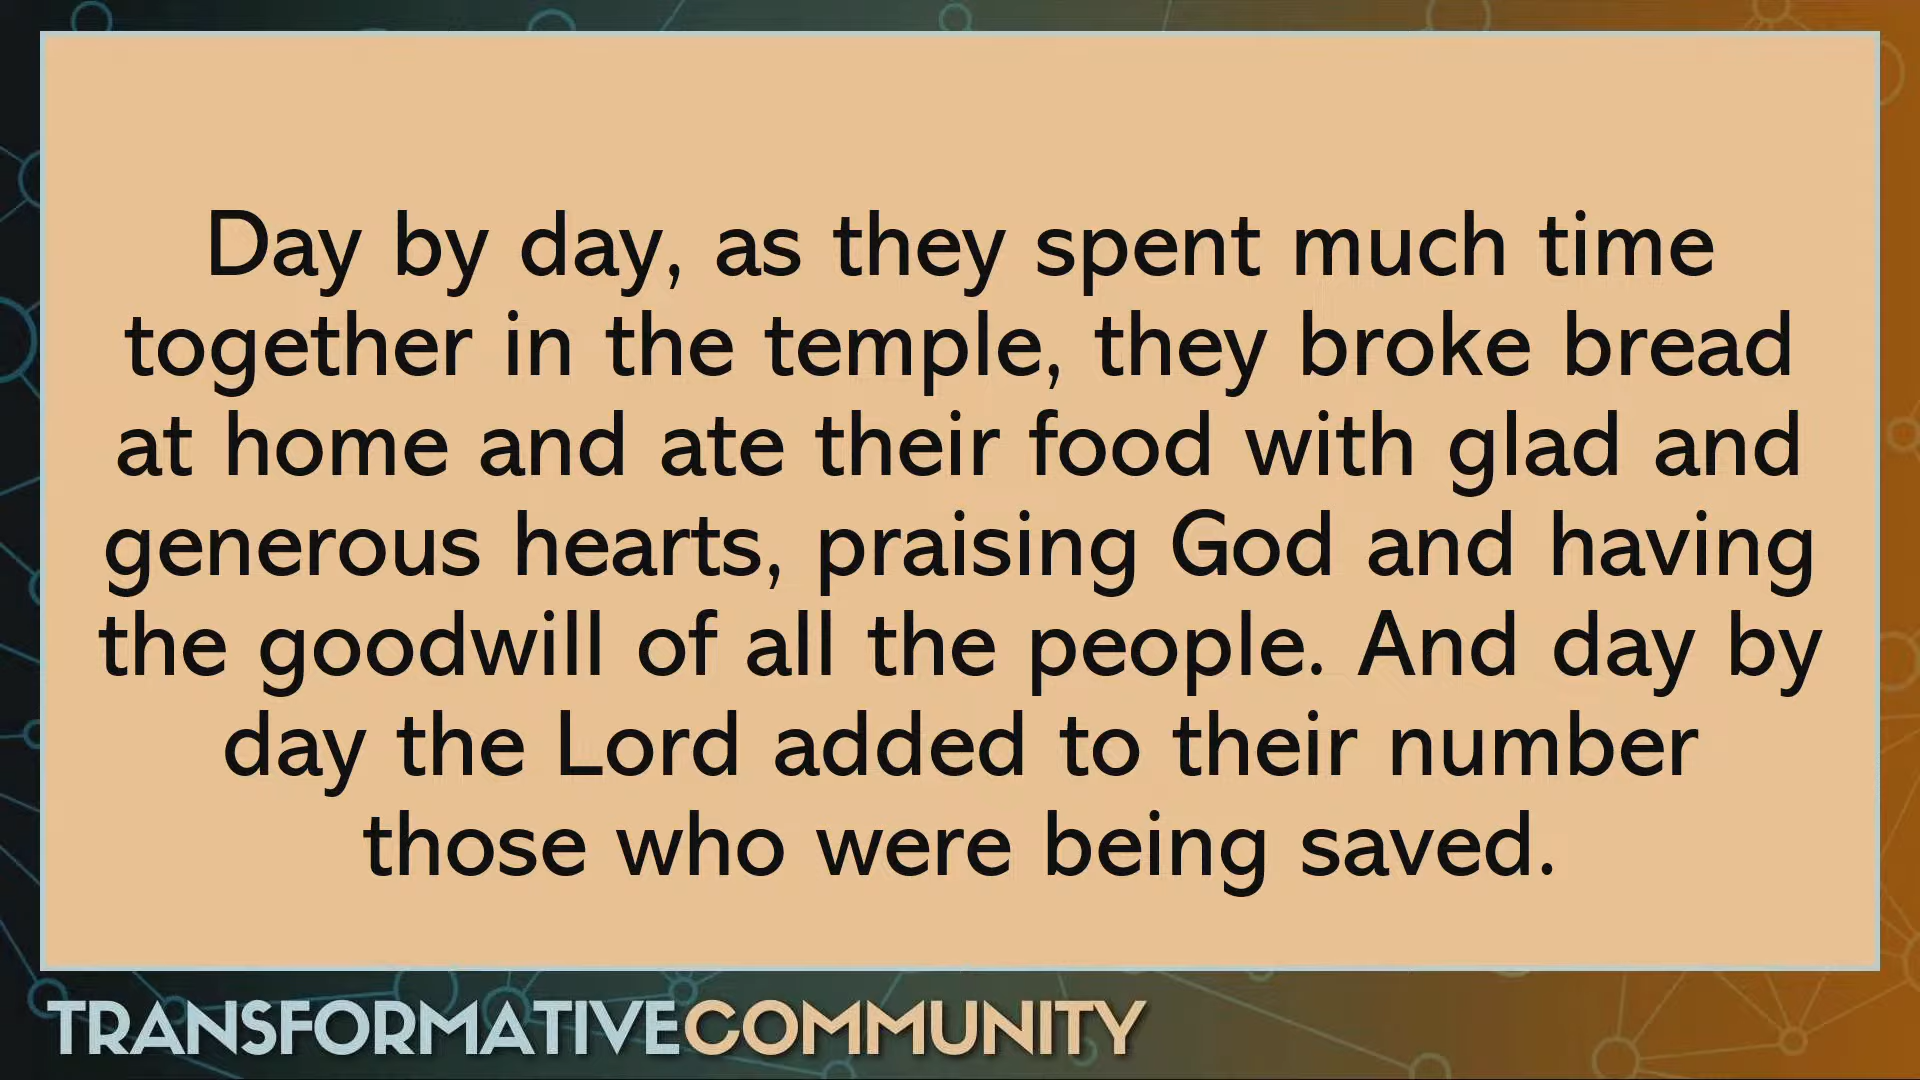 Day by day, as they spent much time
together in the temple, they broke bread
at home and ate their food with glad and
generous hearts, praising God and having
the goodwill of all the people. And day by
day the Lord added to their number
those who were being saved.
TRANSFORMATIVECOMMUNITY